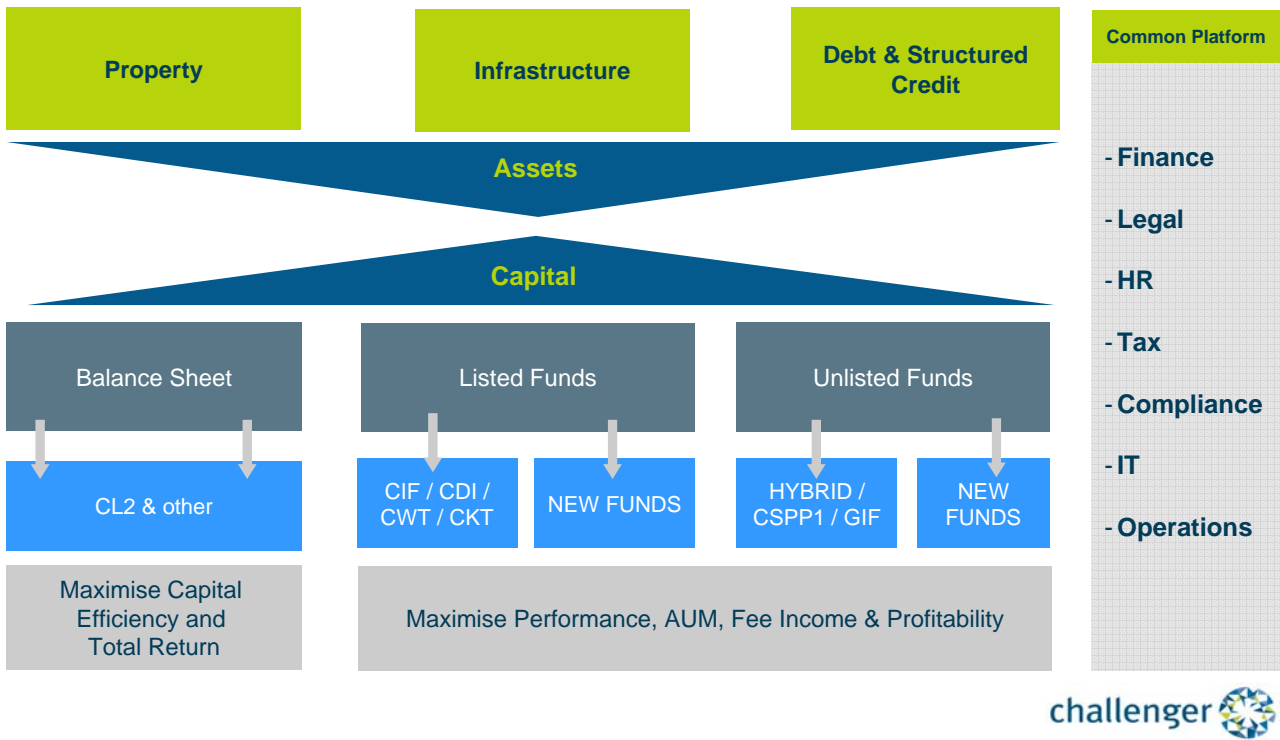 Property
Infrastructure
Debt & Structured
Credit
Common Platform
Assets
Capital
- Finance
- Legal
- HR
- Tax
- Compliance
- IT
- Operations
Balance Sheet
Listed Funds
Unlisted Funds
CL2 & other
CIF / CDI /
CWT / CKT
NEW FUNDS
HYBRID /
CSPP1 / GIF
NEW
FUNDS
Maximise Capital
Efficiency and
Total Return
Maximise Performance, AUM, Fee Income & Profitability
challenger